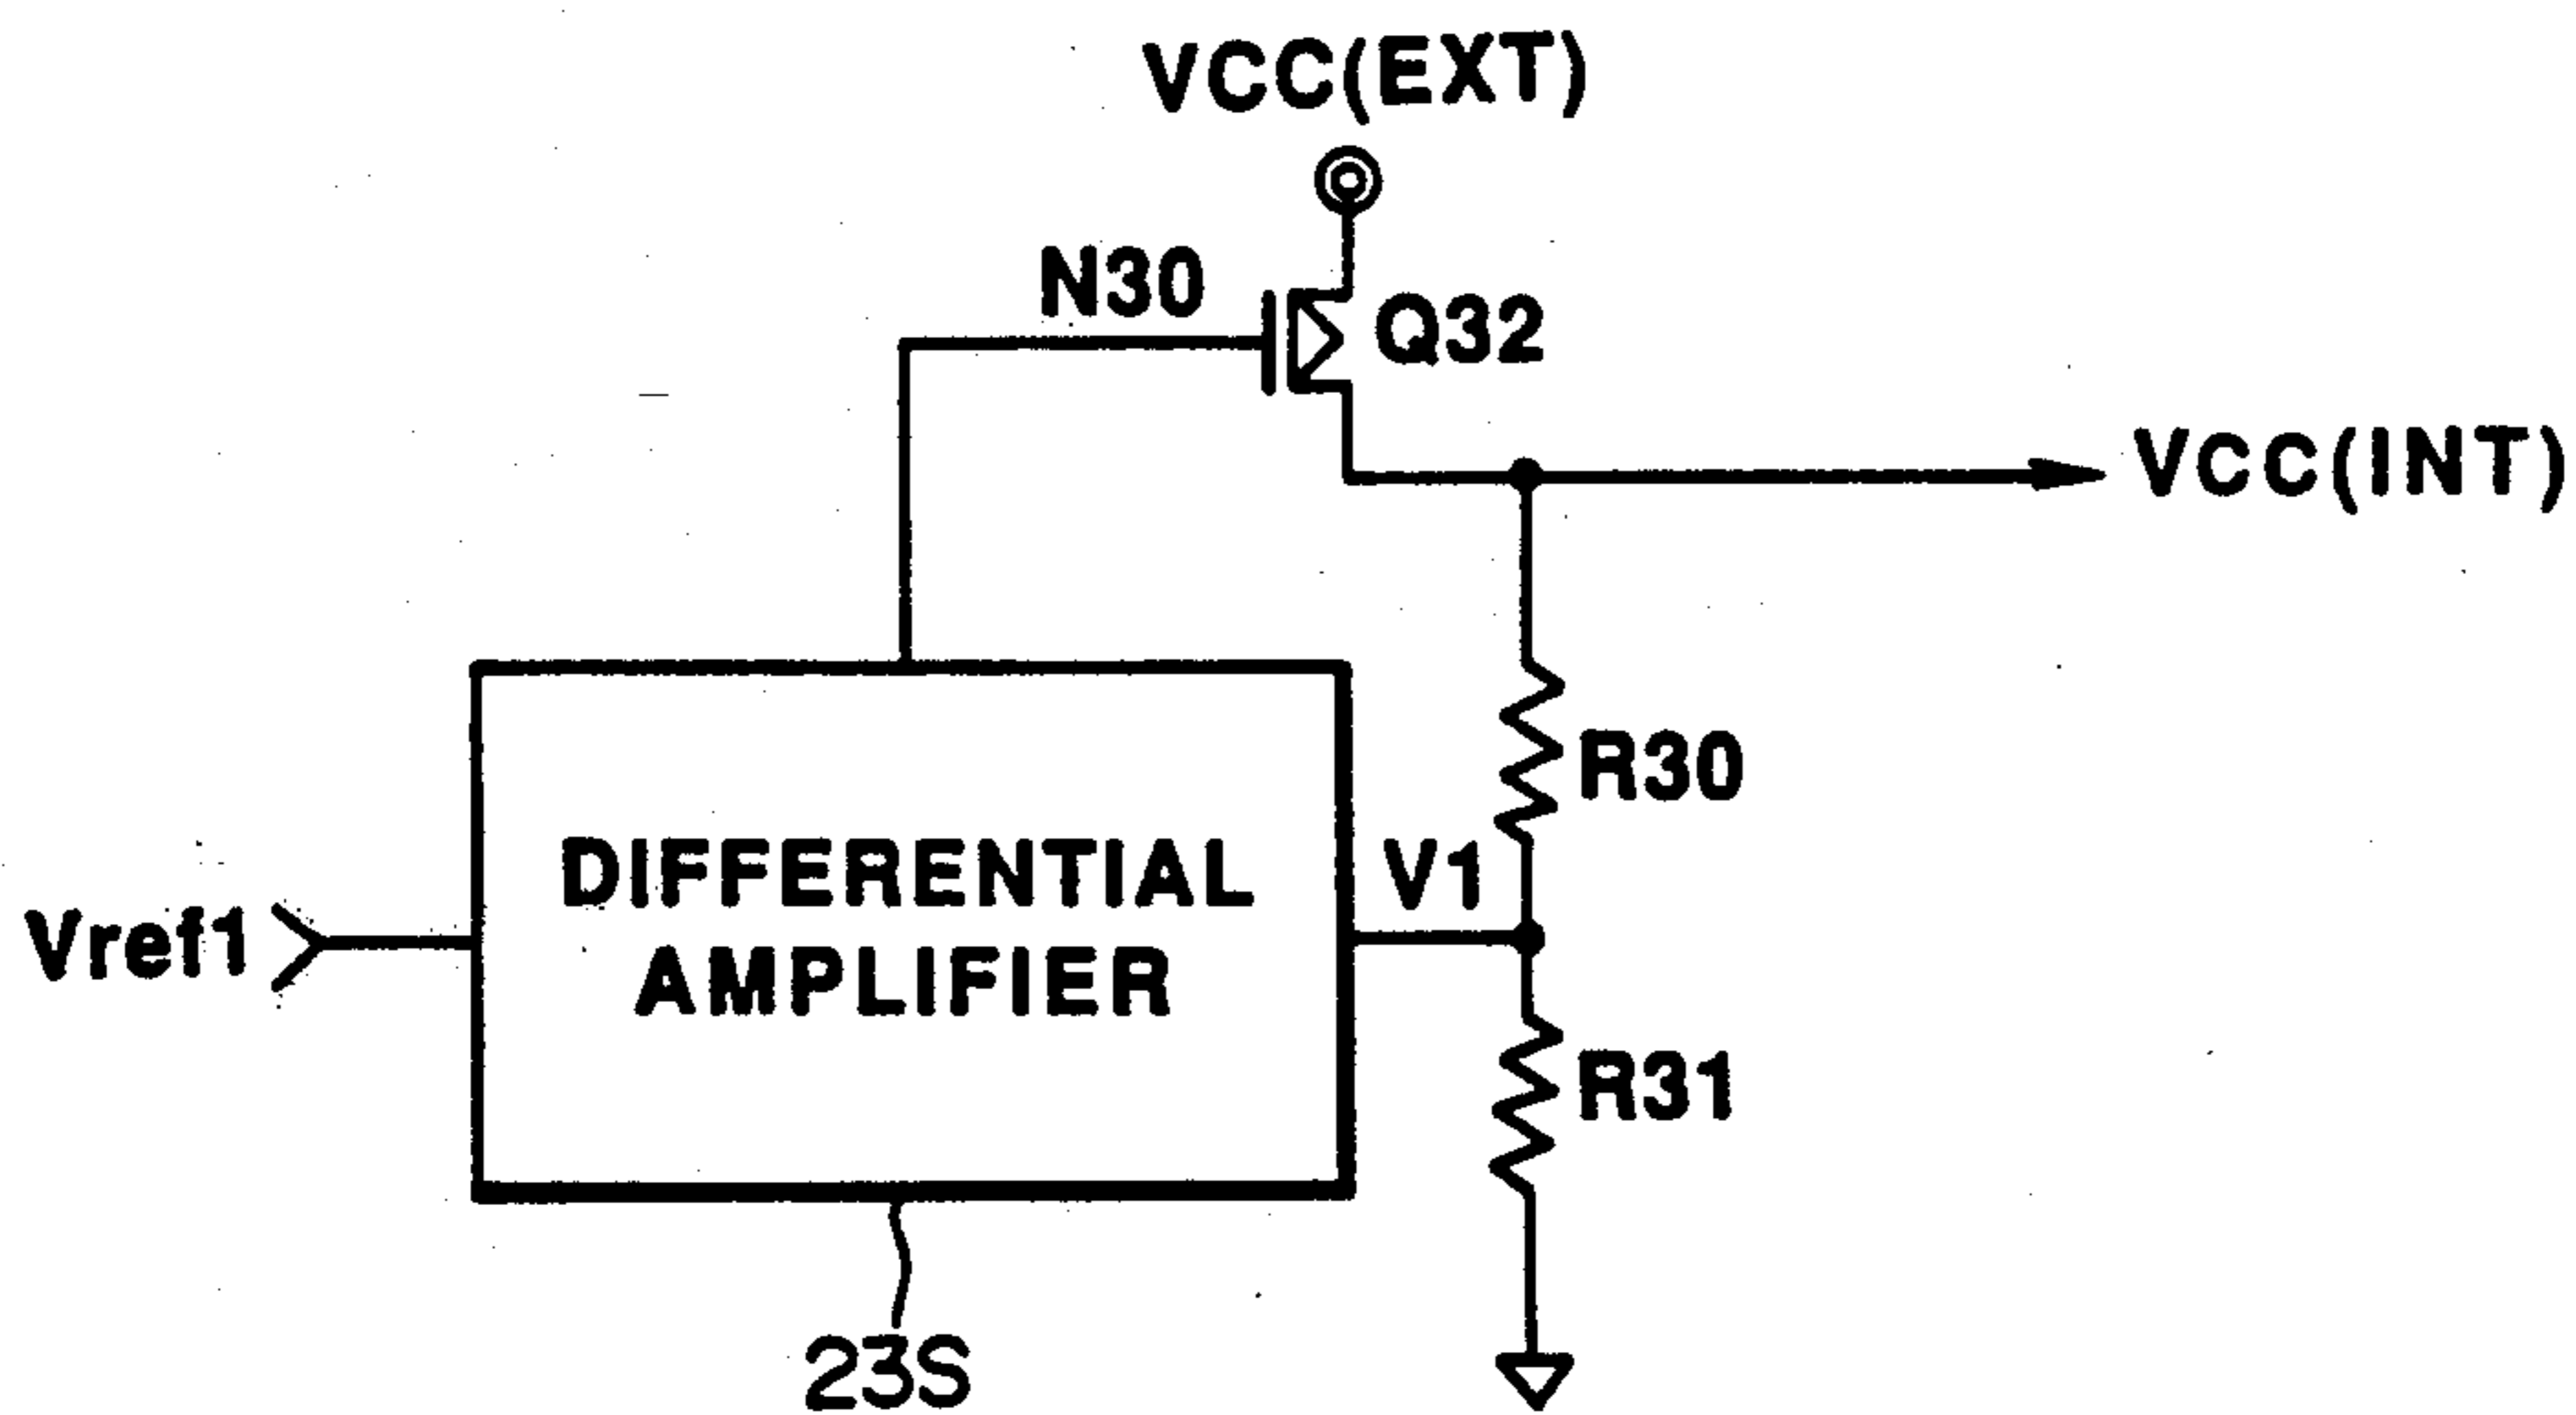 VCC(EXT)
N30
Q32
VCC(INT)
R30
DIFFERENTIAL
AMPLIFIER
V1
Vref1
R31
23S